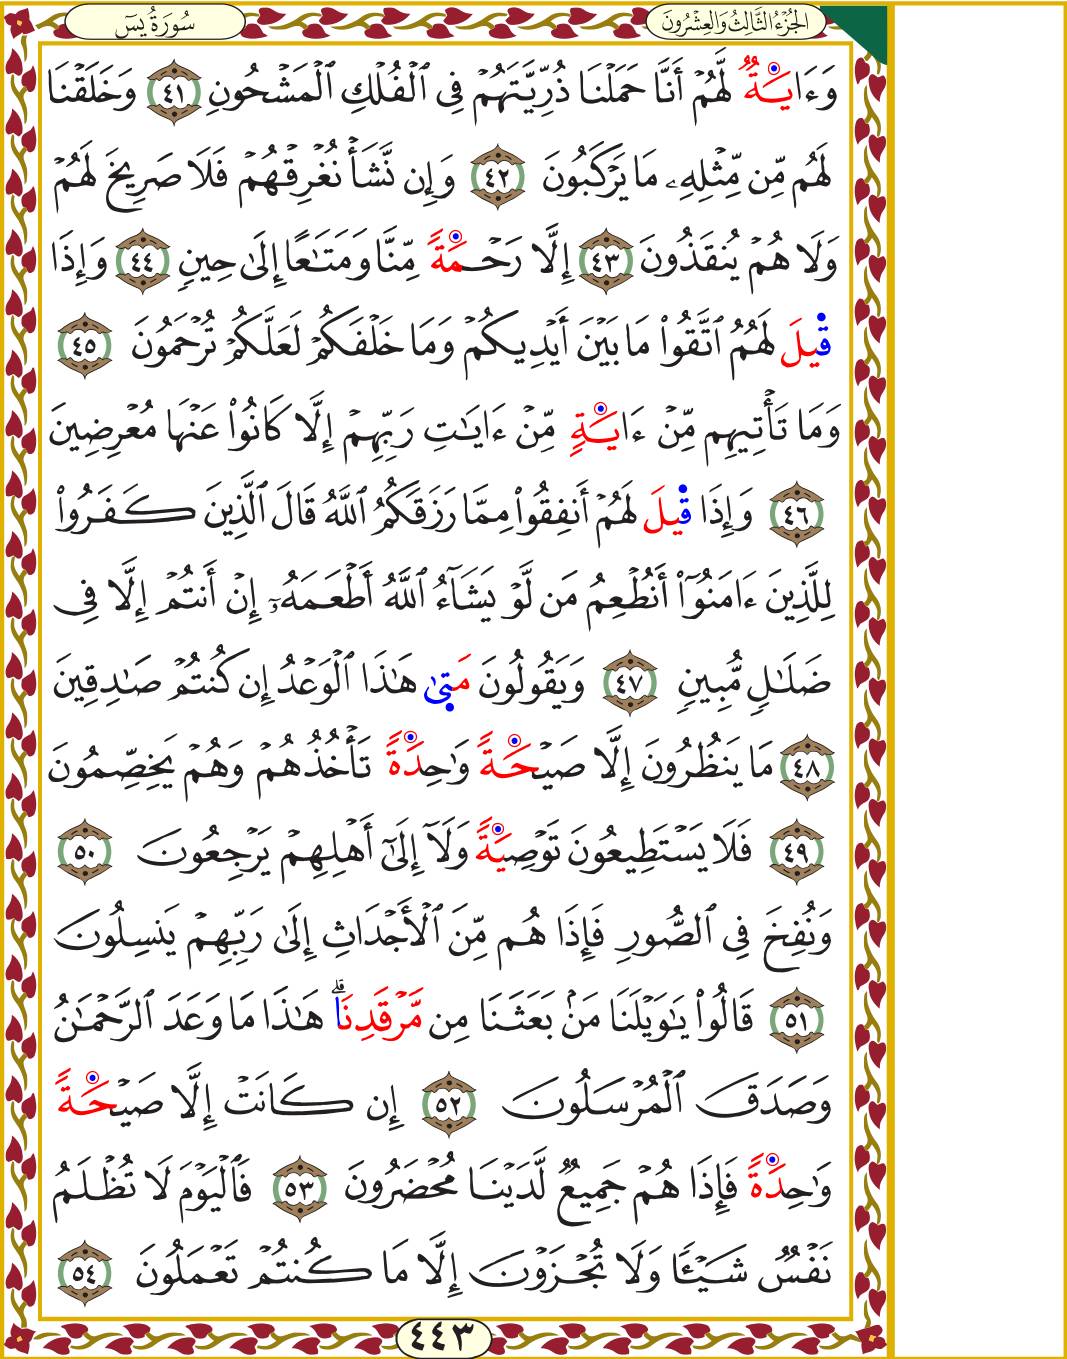 الجُزْءُ الثَّالِثُ وَالعِشْرُونَ
سُورَةُ يسٓ
وَءَايَةٌ لَّهُمْ أَنَّا حَمَلْنَا ذُرِّيَّتَهُمْ فِى ٱلْفُلْكِ ٱلْمَشْحُونِ ٤١ وَخَلَقْنَا
لَهُم مِّن مِّثْلِهِۦ مَا يَرْكَبُونَ ٤٢ وَإِن نَّشَأْ نُغْرِقْهُمْ فَلَا صَرِيخَ لَهُمْ
وَلَا هُمْ يُنقَذُونَ ٤٣ إِلَّا رَحْمَةً مِّنَّا وَمَتَـٰعًا إِلَىٰ حِينٍ ٤٤ وَإِذَا
قِيلَ لَهُمُ ٱتَّقُوا۟ مَا بَيْنَ أَيْدِيكُمْ وَمَا خَلْفَكُمْ لَعَلَّكُمْ تُرْحَمُونَ ٤٥
وَمَا تَأْتِيهِم مِّنْ ءَايَةٍ مِّنْ ءَايَـٰتِ رَبِّهِمْ إِلَّا كَانُوا۟ عَنْهَا مُعْرِضِينَ
٤٦ وَإِذَا قِيلَ لَهُمْ أَنفِقُوا۟ مِمَّا رَزَقَكُمُ ٱللَّهُ قَالَ ٱلَّذِينَ كَفَرُوا۟
لِلَّذِينَ ءَامَنُوٓا۟ أَنُطْعِمُ مَن لَّوْ يَشَآءُ ٱللَّهُ أَطْعَمَهُۥٓ إِنْ أَنتُمْ إِلَّا فِى
ضَلَـٰلٍ مُّبِينٍ ٤٧ وَيَقُولُونَ مَتَىٰ هَـٰذَا ٱلْوَعْدُ إِن كُنتُمْ صَـٰدِقِينَ
٤٨ مَا يَنظُرُونَ إِلَّا صَيْحَةً وَٰحِدَةً تَأْخُذُهُمْ وَهُمْ يَخِصِّمُونَ
٤٩ فَلَا يَسْتَطِيعُونَ تَوْصِيَةً وَلَآ إِلَىٰٓ أَهْلِهِمْ يَرْجِعُونَ ٥٠
وَنُفِخَ فِى ٱلصُّورِ فَإِذَا هُم مِّنَ ٱلْأَجْدَاثِ إِلَىٰ رَبِّهِمْ يَنسِلُونَ
٥١ قَالُوا۟ يَـٰوَيْلَنَا مَنۢ بَعَثَنَا مِن مَّرْقَدِنَا ۗ هَـٰذَا مَا وَعَدَ ٱلرَّحْمَـٰنُ
وَصَدَقَ ٱلْمُرْسَلُونَ ٥٢ إِن كَانَتْ إِلَّا صَيْحَةً
وَٰحِدَةً فَإِذَا هُمْ جَمِيعٌ لَّدَيْنَا مُحْضَرُونَ ٥٣ فَٱلْيَوْمَ لَا تُظْلَمُ
نَفْسٌ شَيْـًٔا وَلَا تُجْزَوْنَ إِلَّا مَا كُنتُمْ تَعْمَلُونَ ٥٤
٤٤٣